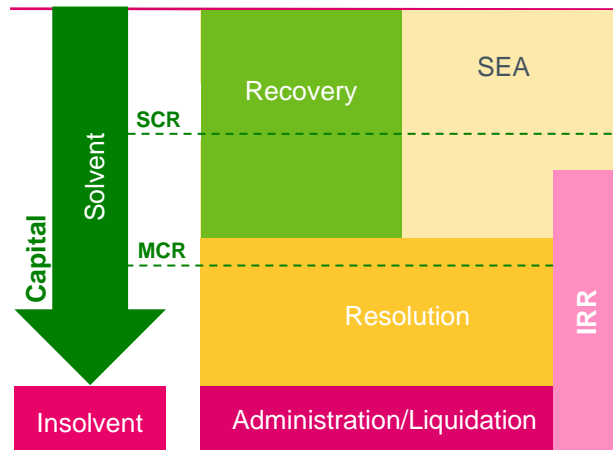 SEA
Recovery
SCR
Solvent
Capital
MCR
IRR
Resolution
Insolvent
Administration/Liquidation